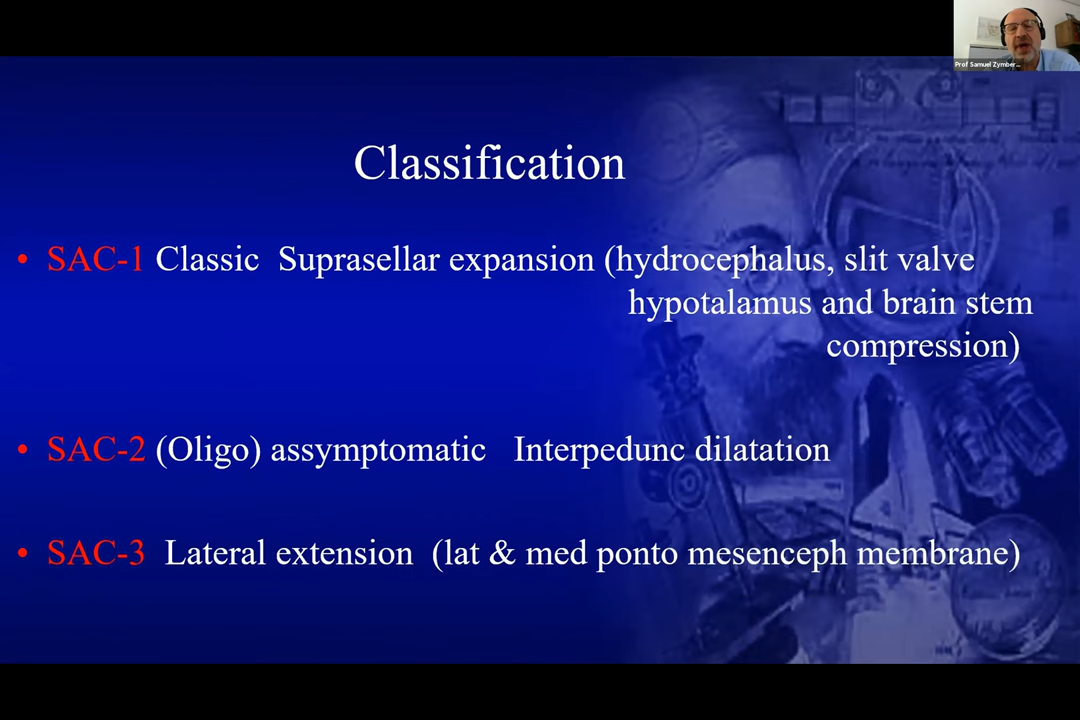 Prof Samuel Zymber...
Classification
• SAC-1 Classic Suprasellar expansion (hydrocephalus, slit valve
hypotalamus and brain stem
compression)
• SAC-2 (Oligo) assymptomatic Interpedunc dilatation
• SAC-3 Lateral extension (lat & med ponto mesenceph membrane)